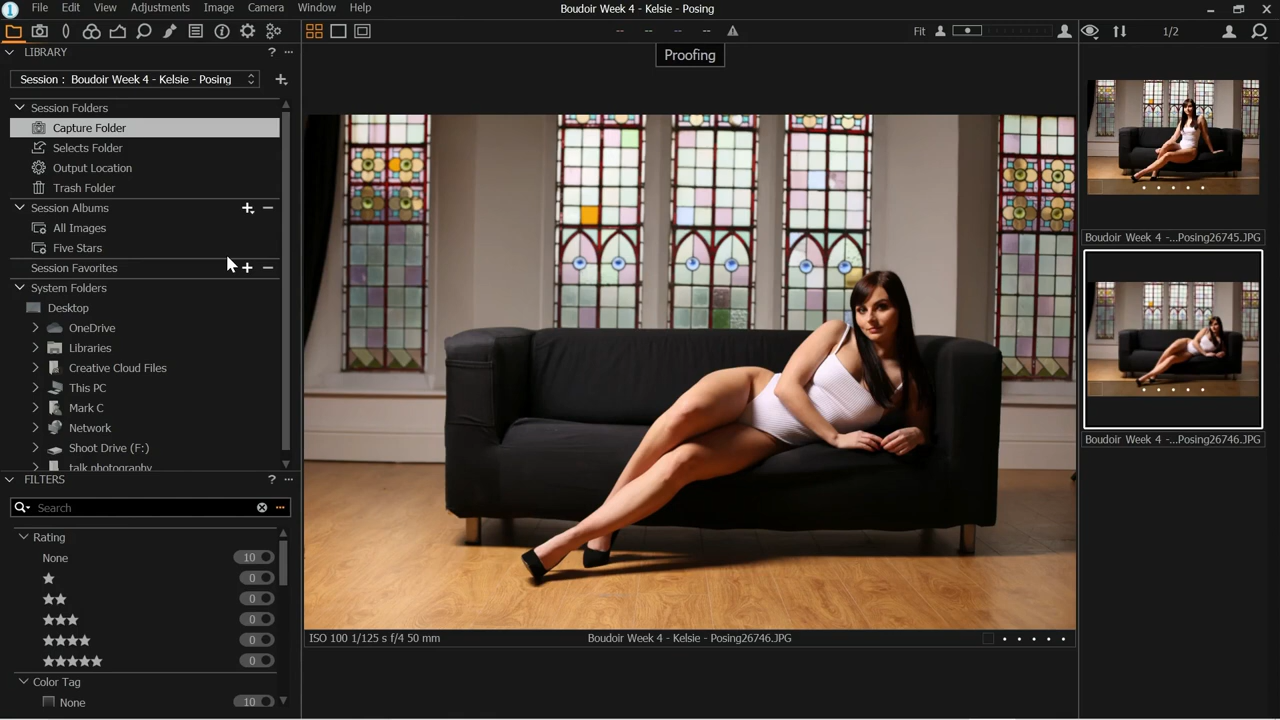 File Edit View Adjustments Image Camera Window Help
Boudoir Week 4 - Kelsie - Posing
LIBRARY ?
Session : Boudoir Week 4 - Kelsie - Posing
Session Folders
Capture Folder
Selects Folder
Output Location
Trash Folder
Session Albums
All Images
Five Stars
Session Favorites
System Folders
Desktop
OneDrive
Libraries
Creative Cloud Files
This PC
Mark C
Network
Shoot Drive (F:)
talk photography
FILTERS ?
Search
Rating
None 10
0
0
0
0
0
Color Tag
None 10
-- -- -- --
Fit
Proofing
ISO 100 1/125 s f/4 50 mm
Boudoir Week 4 - Kelsie - Posing26746.JPG
1/2
Boudoir Week 4 -...Posing26745.JPG
Boudoir Week 4 -...Posing26746.JPG